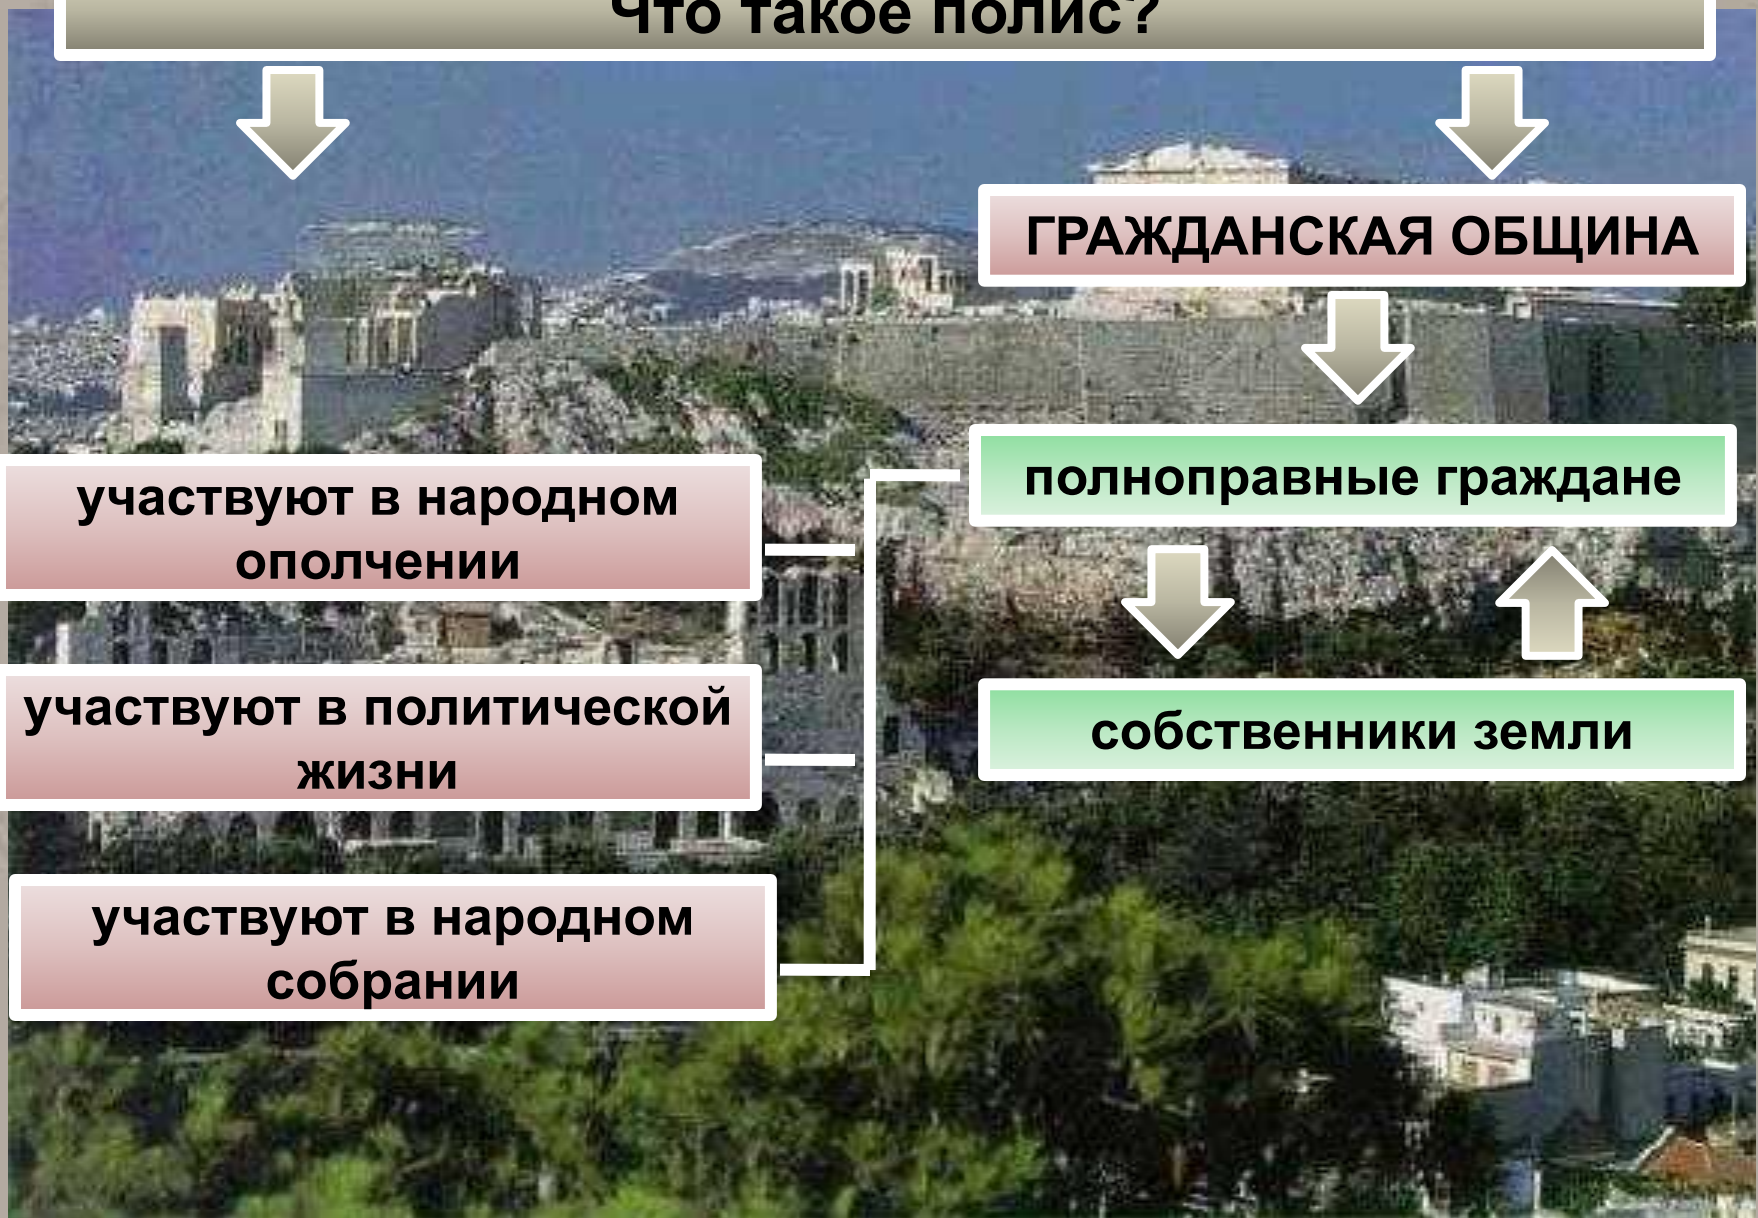 Что такое полис?
ГРАЖДАНСКАЯ ОБЩИНА
полноправные граждане
собственники земли
участвуют в народном
ополчении
участвуют в политической
жизни
участвуют в народном
собрании